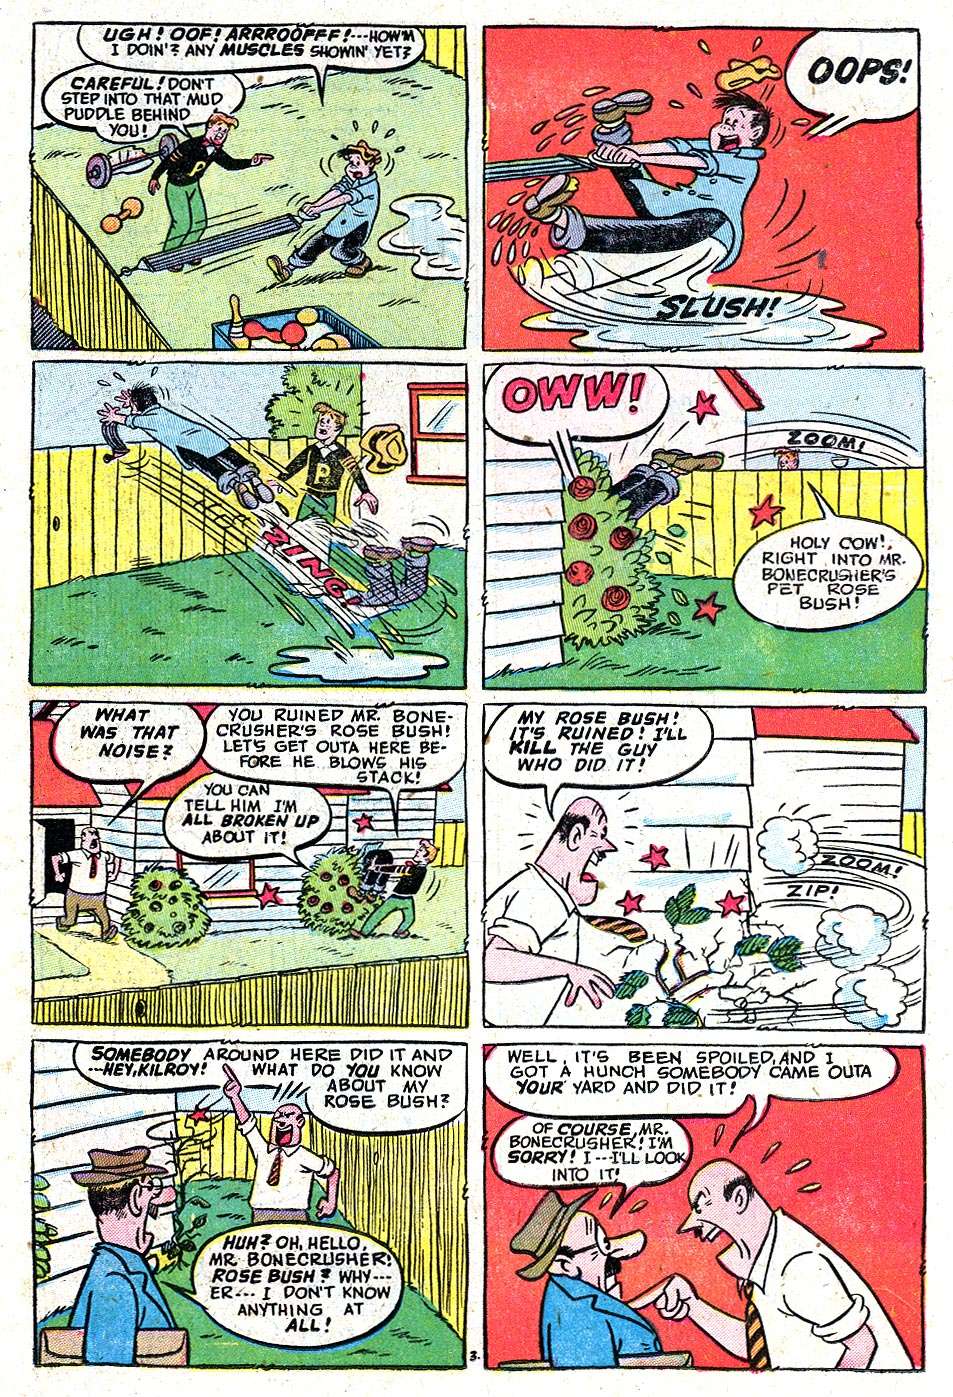 UGH! OOF! ARRROOFFF!---HOW'M
I DOIN'? ANY MUSCLES SHOWIN' YET?
CAREFUL! DON'T
STEP INTO THAT MUD
PUDDLE BEHIND
YOU!
P
OOPS!
SLUSH!
P
ZING!
OWW!
ZOOM!
HOLY COW!,
RIGHT INTO MR.
BONECRUSHER'S
PET ROSE
BUSH!
WHAT
WAS THAT
NOISE?
YOU RUINED MR. BONE-
CRUSHER'S ROSE BUSH!
LET'S GET OUTA HERE BE-
FORE HE BLOWS HIS
STACK!
YOU CAN
TELL HIM I'M
ALL BROKEN UP
ABOUT IT!
MY ROSE BUSH!
IT'S RUINED! I'LL
KILL THE GUY
WHO DID IT!
ZOOM!
ZIP!
SOMEBODY AROUND HERE DID IT AND
---HEY, KILROY! WHAT DO YOU KNOW
ABOUT MY
ROSE BUSH?
HUH? OH, HELLO,
MR. BONECRUSHER!
ROSE BUSH? WHY---
ER--- I DON'T KNOW
ANYTHING AT
ALL!
WELL, IT'S BEEN SPOILED, AND I
GOT A HUNCH SOMEBODY CAME OUTA
YOUR YARD AND DID IT!
OF COURSE, MR.
BONECRUSHER! I'M
SORRY! I---I'LL LOOK
INTO IT!
3.